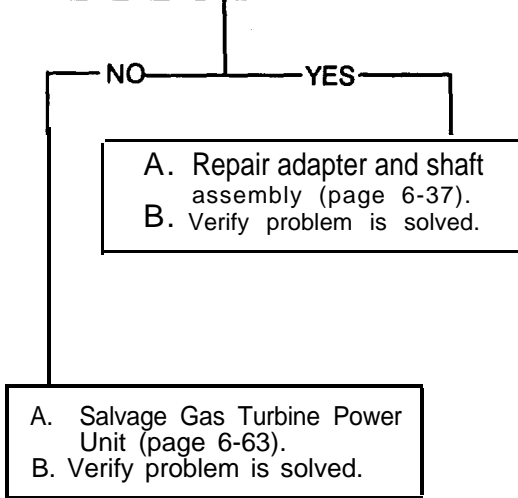 NO
YES
A. Repair adapter and shaft
assembly (page 6-37).
B. Verify problem is solved.
A. Salvage Gas Turbine Power
Unit (page 6-63).
B. Verify problem is solved.